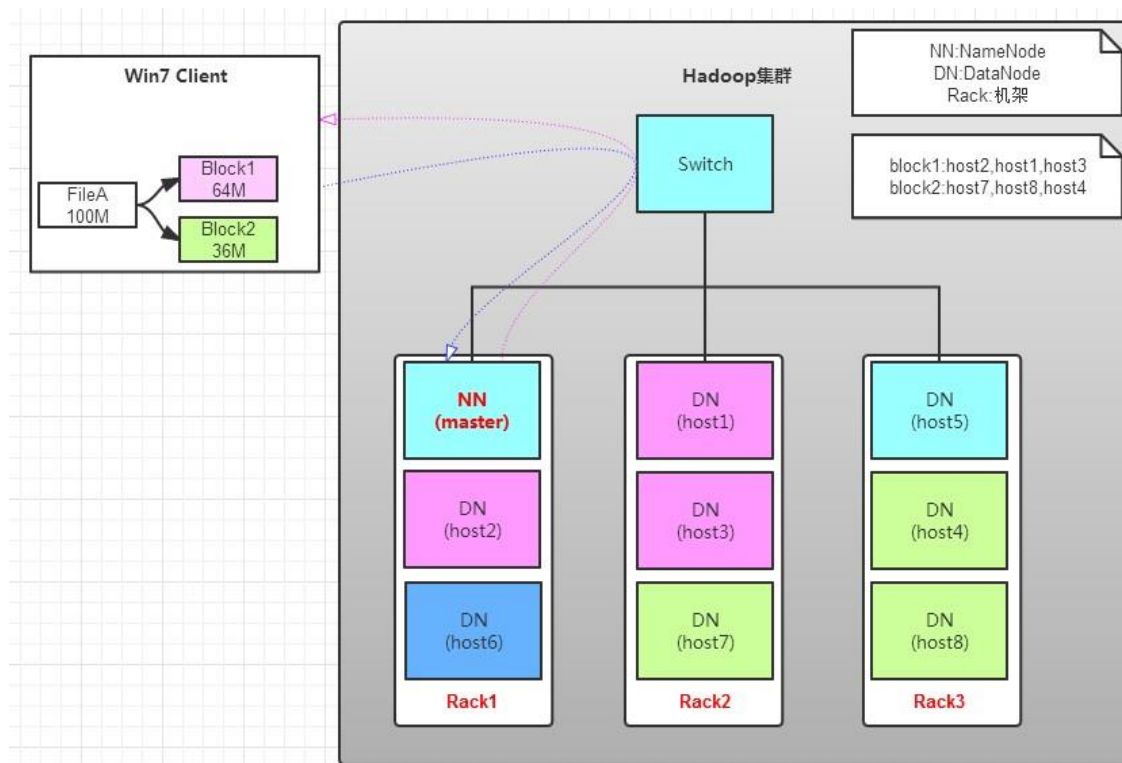 Win7 Client
FileA
100M
Block1
64M
Block2
36M
Hadoop集群
NN:NameNode
DN:DataNode
Rack:机架
Switch
block1:host2,host1,host3
block2:host7,host8,host4
NN
(master)
DN
(host2)
DN
(host6)
Rack1
DN
(host1)
DN
(host3)
DN
(host7)
Rack2
DN
(host5)
DN
(host4)
DN
(host8)
Rack3